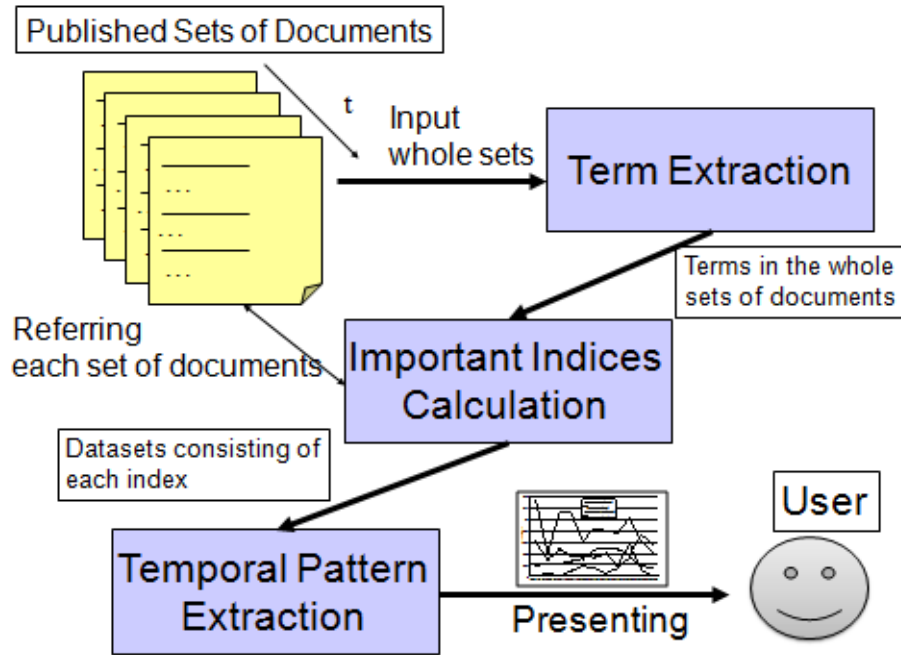 Published Sets of Documents
t
Input
whole sets
Term Extraction
Terms in the whole
sets of documents
Referring
each set of documents
Important Indices
Calculation
Datasets consisting of
each index
Temporal Pattern
Extraction
Presenting
User